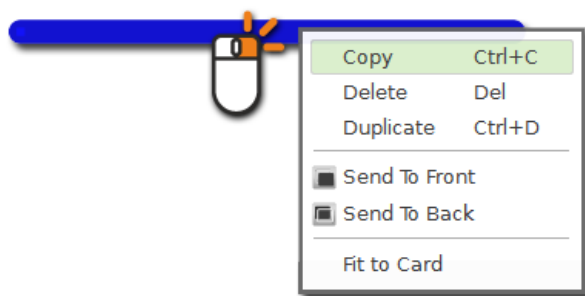 Copy Ctrl+C
Delete Del
Duplicate Ctrl+D
Send To Front
Send To Back
Fit to Card